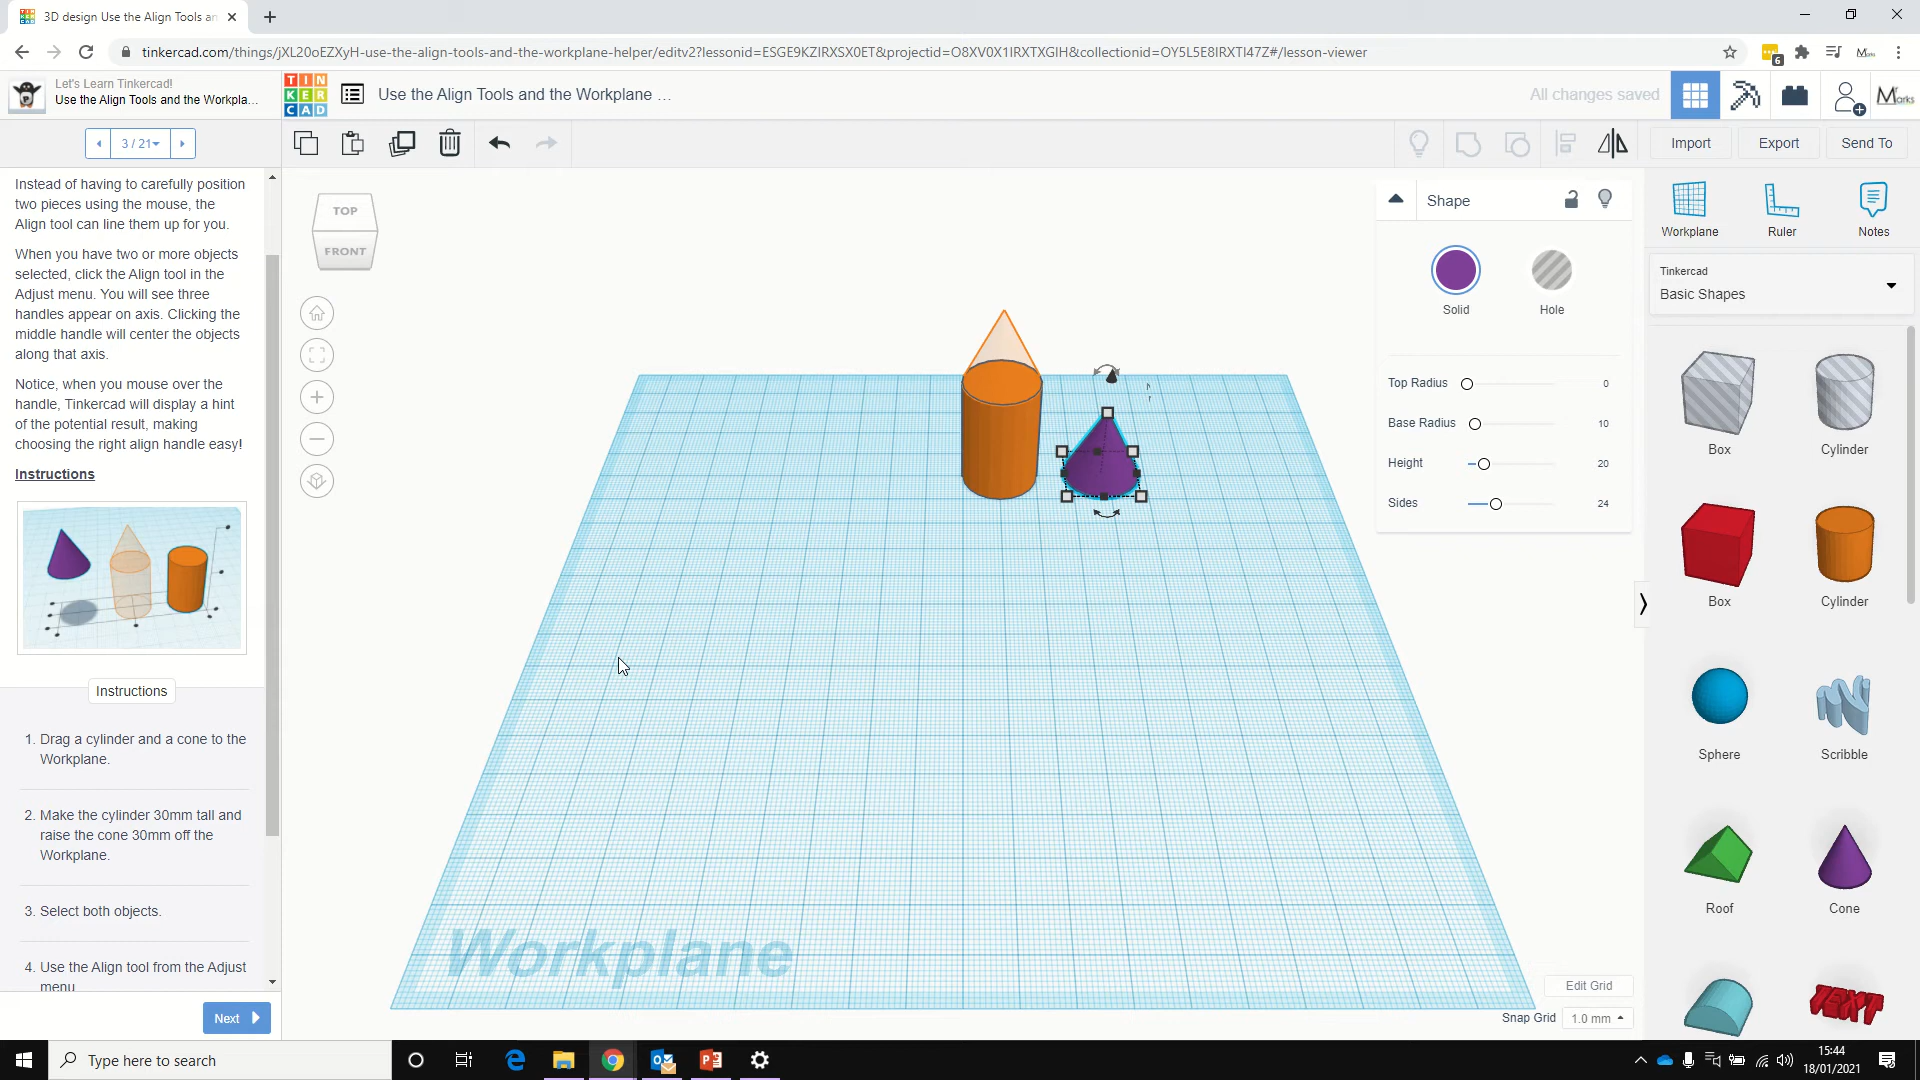 3D design Use the Align Tools an
tinkercad.com/things/jXL20oEZXyH-use-the-align-tools-and-the-workplane-helper/editv2?lessonid=ESGE9KZIRXSX0ET&projectid=O8XV0X1IRXTXGIH&collectionid=OY5L5E8IRXTI47Z#/lesson-viewer
6
Let's Learn Tinkercad!
Use the Align Tools and the Workpla...
TIN
KER
CAD
Use the Align Tools and the Workplane ...
All changes saved
Mr Marks
3 / 21
Import
Export
Send To
Instead of having to carefully position
two pieces using the mouse, the
Align tool can line them up for you.
When you have two or more objects
selected, click the Align tool in the
Adjust menu. You will see three
handles appear on axis. Clicking the
middle handle will center the objects
along that axis.
Notice, when you mouse over the
handle, Tinkercad will display a hint
of the potential result, making
choosing the right align handle easy!
Instructions
Instructions
1. Drag a cylinder and a cone to the
Workplane.
2. Make the cylinder 30mm tall and
raise the cone 30mm off the
Workplane.
3. Select both objects.
4. Use the Align tool from the Adjust
menu
Next
TOP
FRONT
Workplane
Shape
Solid
Hole
Top Radius
0
Base Radius
10
Height
20
Sides
24
Edit Grid
Snap Grid
1.0 mm
Workplane
Ruler
Notes
Tinkercad
Basic Shapes
Box
Cylinder
Box
Cylinder
Sphere
Scribble
Roof
Cone
TEXT
Type here to search
15:44
18/01/2021